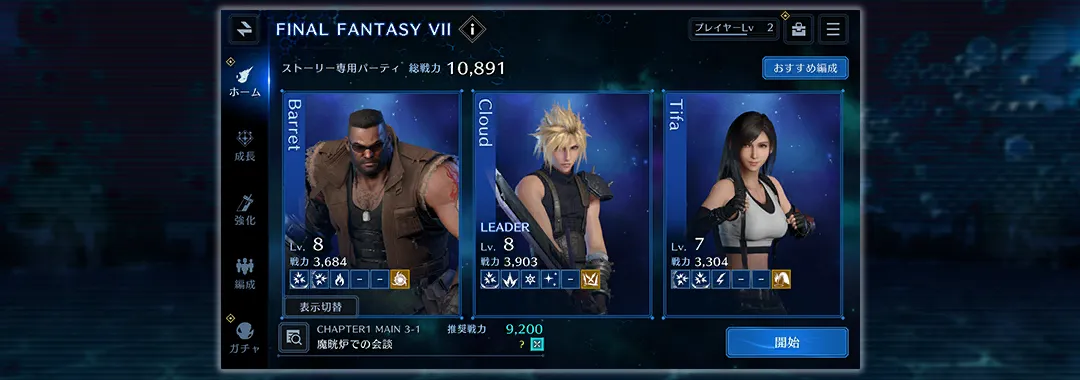 FINAL FANTASY VII
プレイヤーLv 2
ストーリー専用パーティ 総戦力 10,891
おすすめ編成
ホーム
成長
強化
編成
ガチャ
Barret
Lv. 8
戦力 3,684
表示切替
Cloud
LEADER
Lv. 8
戦力 3,903
Tifa
Lv. 7
戦力 3,304
CHAPTER1 MAIN 3-1 推奨戦力 9,200
魔晄炉での会談 ?
開始